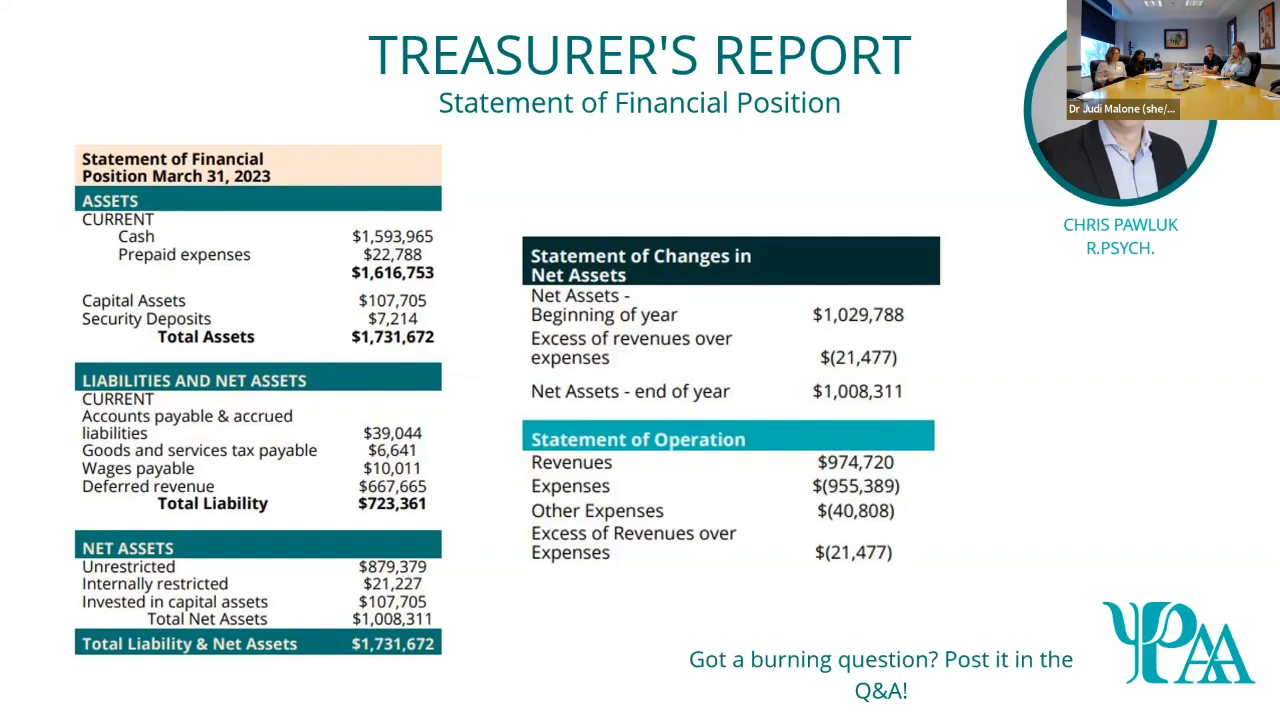 TREASURER'S REPORT
Statement of Financial Position
Dr Judi Malone (she/...
CHRIS PAWLUK
R.PSYCH.
Statement of Financial
Position March 31, 2023
ASSETS
CURRENT
Cash $1,593,965
Prepaid expenses $22,788
$1,616,753
Capital Assets $107,705
Security Deposits $7,214
Total Assets $1,731,672
LIABILITIES AND NET ASSETS
CURRENT
Accounts payable & accrued
liabilities $39,044
Goods and services tax payable $6,641
Wages payable $10,011
Deferred revenue $667,665
Total Liability $723,361
NET ASSETS
Unrestricted $879,379
Internally restricted $21,227
Invested in capital assets $107,705
Total Net Assets $1,008,311
Total Liability & Net Assets $1,731,672
Statement of Changes in
Net Assets
Net Assets -
Beginning of year $1,029,788
Excess of revenues over
expenses $(21,477)
Net Assets - end of year $1,008,311
Statement of Operation
Revenues $974,720
Expenses $(955,389)
Other Expenses $(40,808)
Excess of Revenues over
Expenses $(21,477)
Got a burning question? Post it in the
Q&A!
PAA